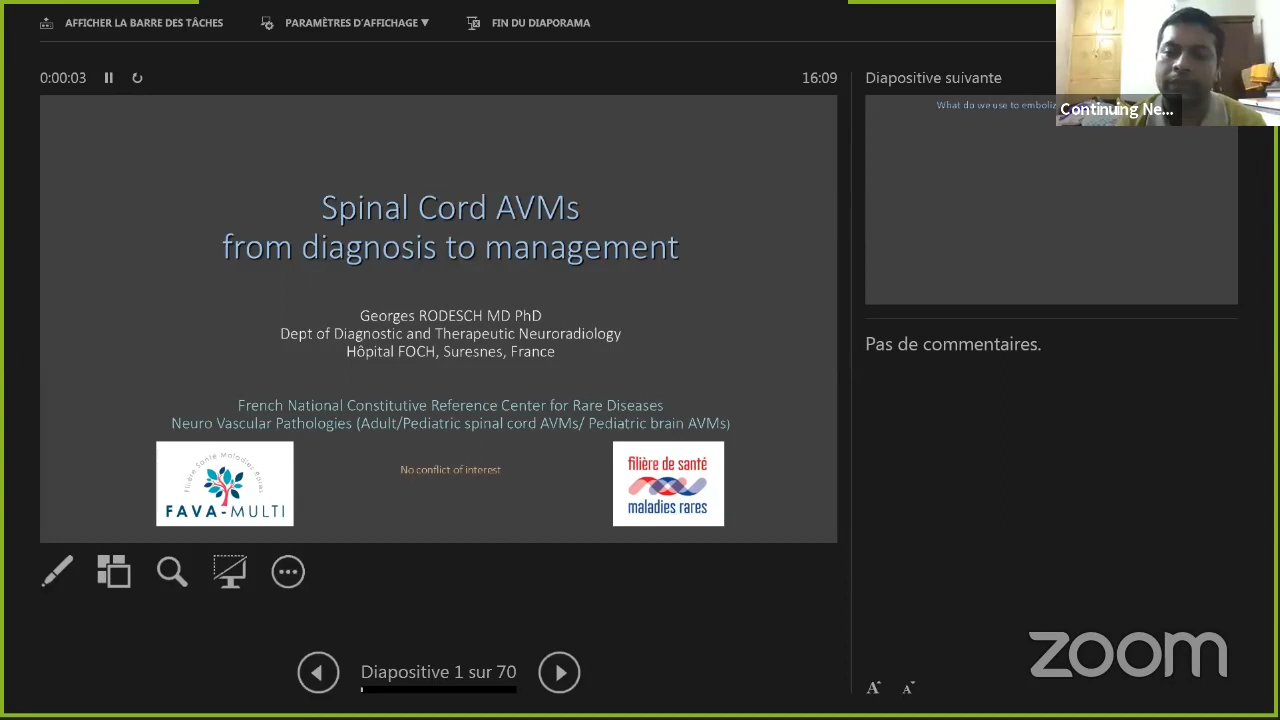 AFFICHER LA BARRE DES TÂCHES
PARAMÈTRES D'AFFICHAGE ▼
FIN DU DIAPORAMA
0:00:03
16:09
Spinal Cord AVMs
from diagnosis to management
Georges RODESCH MD PhD
Dept of Diagnostic and Therapeutic Neuroradiology
Hôpital FOCH, Suresnes, France
French National Constitutive Reference Center for Rare Diseases
Neuro Vascular Pathologies (Adult/Pediatric spinal cord AVMs/ Pediatric brain AVMs)
Filière Santé Maladies Rares
FAVA-MULTI
No conflict of interest
filière de santé
maladies rares
Diapositive 1 sur 70
Diapositive suivante
What do we use to emboliz
Continuing Ne...
Pas de commentaires.
A A
zoom